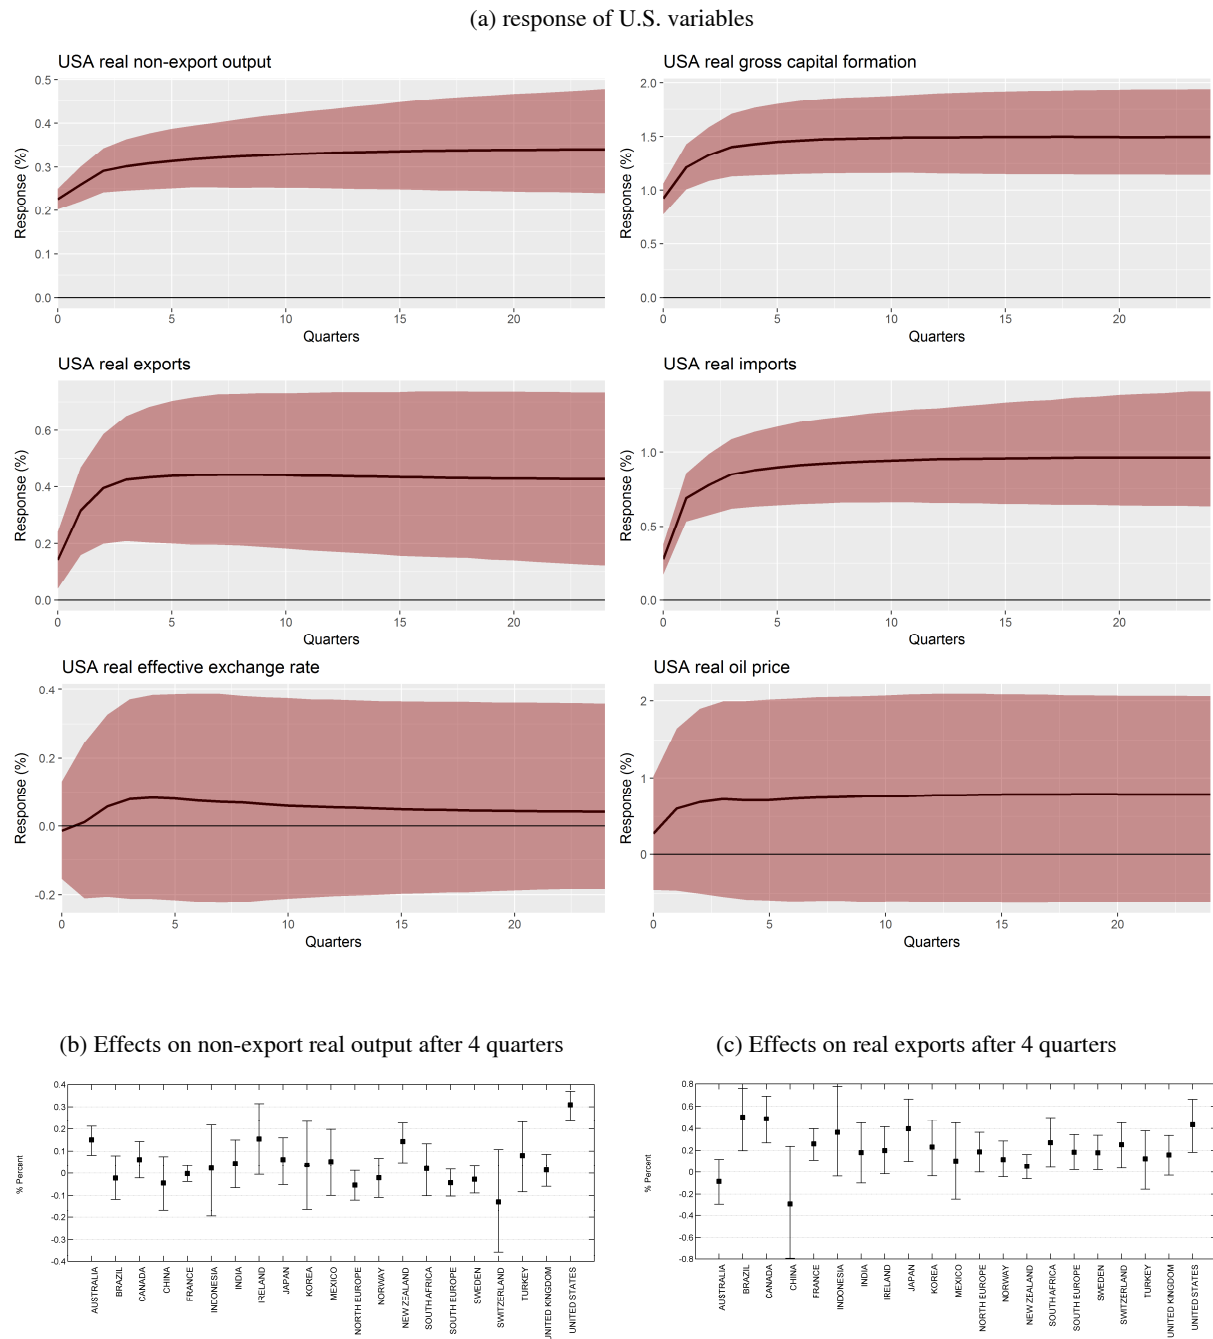 (a) response of U.S. variables
USA real non-export output
USA real gross capital formation
0.5
0.4
0.3
0.2
0.1
0.0
Response (%)
0 5 10 15 20
Quarters
2.0
1.5
1.0
0.5
0.0
Response (%)
0 5 10 15 20
Quarters
USA real exports
USA real imports
0.6
0.4
0.2
0.0
Response (%)
0 5 10 15 20
Quarters
1.0
0.5
0.0
Response (%)
0 5 10 15 20
Quarters
USA real effective exchange rate
USA real oil price
0.4
0.2
0.0
-0.2
Response (%)
0 5 10 15 20
Quarters
2
1
0
Response (%)
0 5 10 15 20
Quarters
(b) Effects on non-export real output after 4 quarters
(c) Effects on real exports after 4 quarters
0.4
0.3
0.2
0.1
0
-0.1
-0.2
-0.3
-0.4
% Percent
AUSTRALIA
BRAZIL
CANADA
CHINA
FRANCE
INDONESIA
INDIA
IRELAND
JAPAN
KOREA
MEXICO
NORTH EUROPE
NORWAY
NEW ZEALAND
SOUTH AFRICA
SOUTH EUROPE
SWEDEN
SWITZERLAND
TURKEY
UNITED KINGDOM
UNITED STATES
0.8
0.6
0.4
0.2
0
-0.2
-0.4
-0.6
-0.8
% Percent
AUSTRALIA
BRAZIL
CANADA
CHINA
FRANCE
INDONESIA
INDIA
IRELAND
JAPAN
KOREA
MEXICO
NORTH EUROPE
NORWAY
NEW ZEALAND
SOUTH AFRICA
SOUTH EUROPE
SWEDEN
SWITZERLAND
TURKEY
UNITED KINGDOM
UNITED STATES